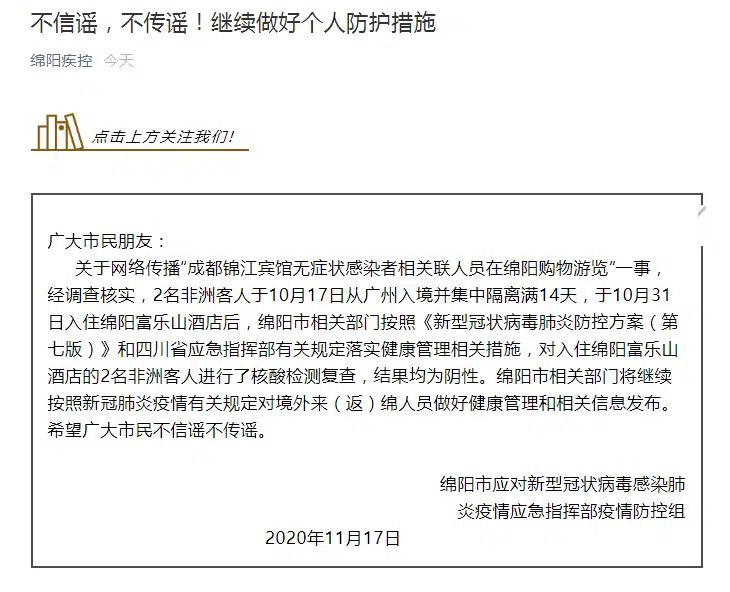 不信谣，不传谣！继续做好个人防护措施
绵阳疾控 今天
点击上方关注我们！
广大市民朋友：
关于网络传播“成都锦江宾馆无症状感染者相关联人员在绵阳购物游览”一事，
经调查核实，2名非洲客人于10月17日从广州入境并集中隔离满14天，于10月31
日入住绵阳富乐山酒店后，绵阳市相关部门按照《新型冠状病毒肺炎防控方案（第
七版）》和四川省应急指挥部有关规定落实健康管理相关措施，对入住绵阳富乐山
酒店的2名非洲客人进行了核酸检测复查，结果均为阴性。绵阳市相关部门将继续
按照新冠肺炎疫情有关规定对境外来（返）绵人员做好健康管理和相关信息发布。
希望广大市民不信谣不传谣。
绵阳市应对新型冠状病毒感染肺
炎疫情应急指挥部疫情防控组
2020年11月17日